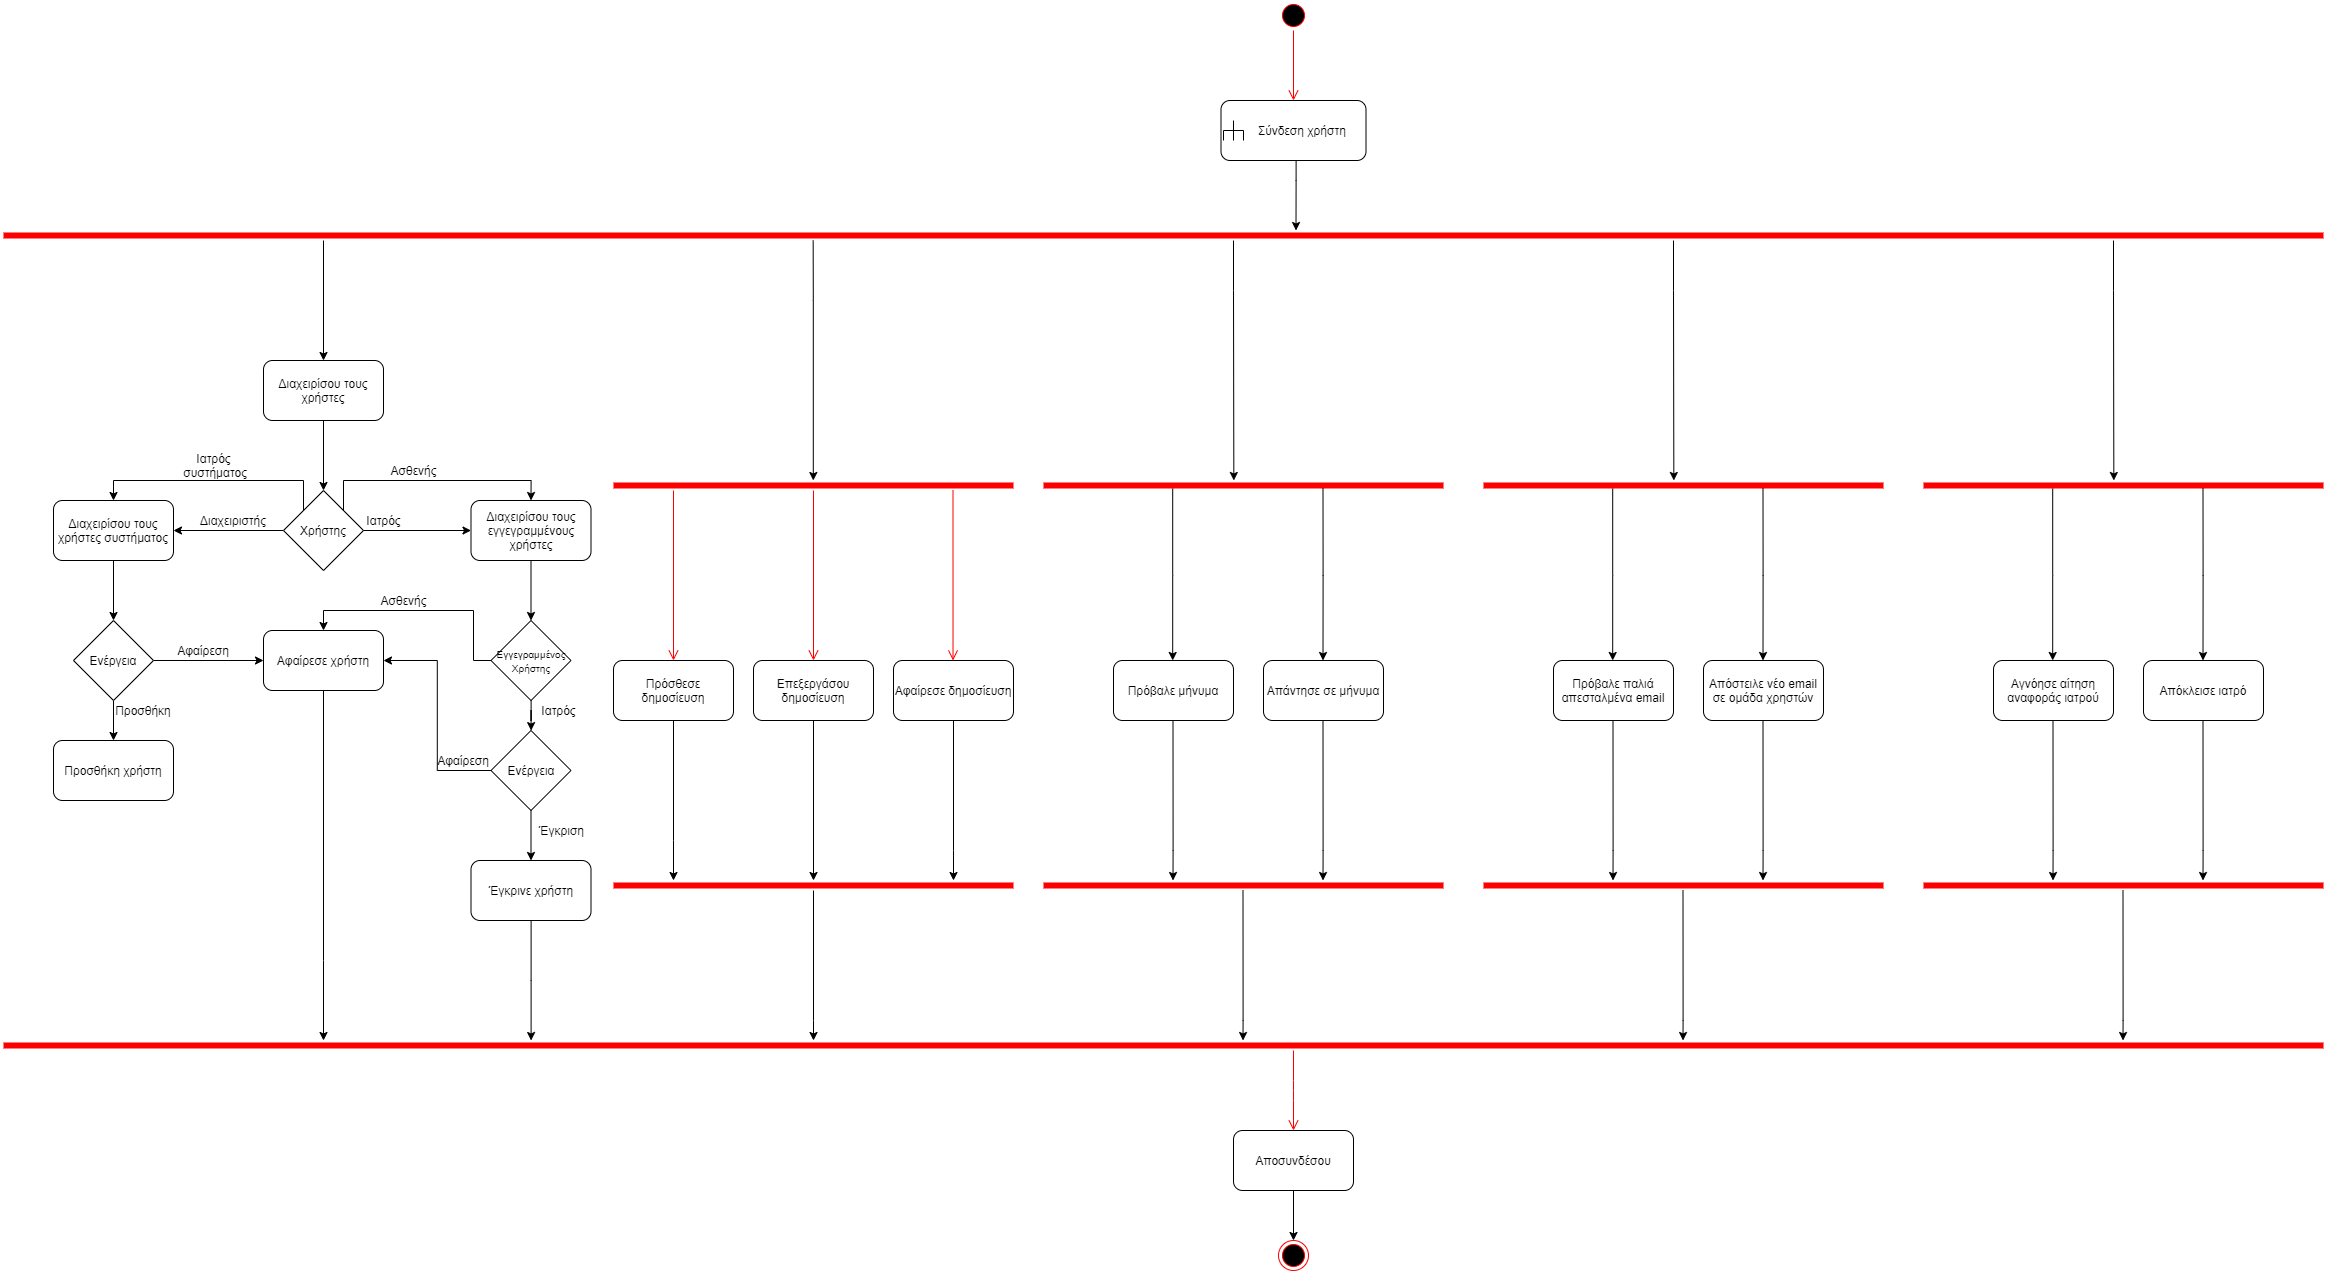 Σύνδεση χρήστη
Διαχειρίσου τους
χρήστες
Ιατρός
συστήματος
Ασθενής
Διαχειρίσου τους
χρήστες συστήματος
Διαχειριστής
Χρήστης
Ιατρός
Διαχειρίσου τους
εγγεγραμμένους
χρήστες
Ασθενής
Ενέργεια
Αφαίρεση
Αφαίρεσε χρήστη
Εγγεγραμμένος
Χρήστης
Προσθήκη
Ιατρός
Προσθήκη χρήστη
Αφαίρεση
Ενέργεια
Έγκριση
Έγκρινε χρήστη
Πρόσθεσε
δημοσίευση
Επεξεργάσου
δημοσίευση
Αφαίρεσε δημοσίευση
Πρόβαλε μήνυμα
Απάντησε σε μήνυμα
Πρόβαλε παλιά
απεσταλμένα email
Απόστειλε νέο email
σε ομάδα χρηστών
Αγνόησε αίτηση
αναφοράς ιατρού
Απόκλεισε ιατρό
Αποσυνδέσου